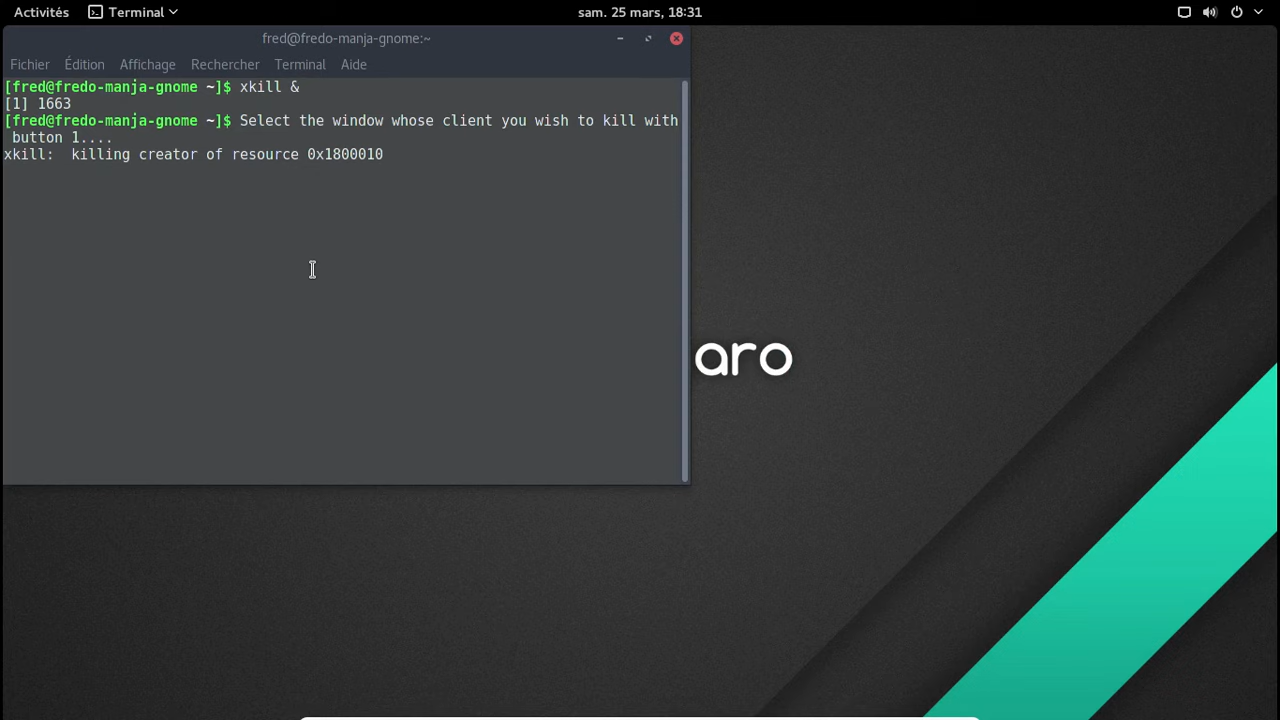 Activités Terminal sam. 25 mars, 18:31
fred@fredo-manja-gnome:~
Fichier Édition Affichage Rechercher Terminal Aide
[fred@fredo-manja-gnome ~]$ xkill &
[1] 1663
[fred@fredo-manja-gnome ~]$ Select the window whose client you wish to kill with
button 1....
xkill:  killing creator of resource 0x1800010
aro